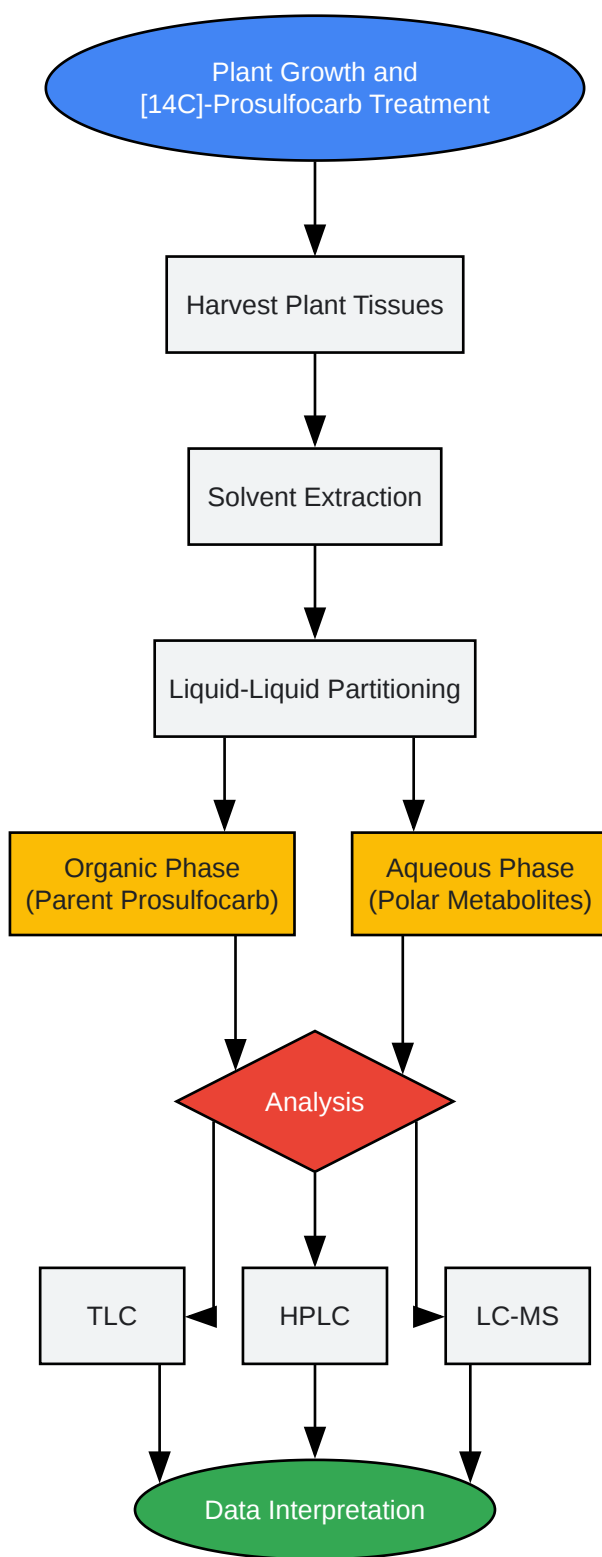 Plant Growth and
[14C]-Prosulfocarb Treatment
Harvest Plant Tissues
Solvent Extraction
Liquid-Liquid Partitioning
Organic Phase
(Parent Prosulfocarb)
Aqueous Phase
(Polar Metabolites)
Analysis
TLC
HPLC
LC-MS
Data Interpretation